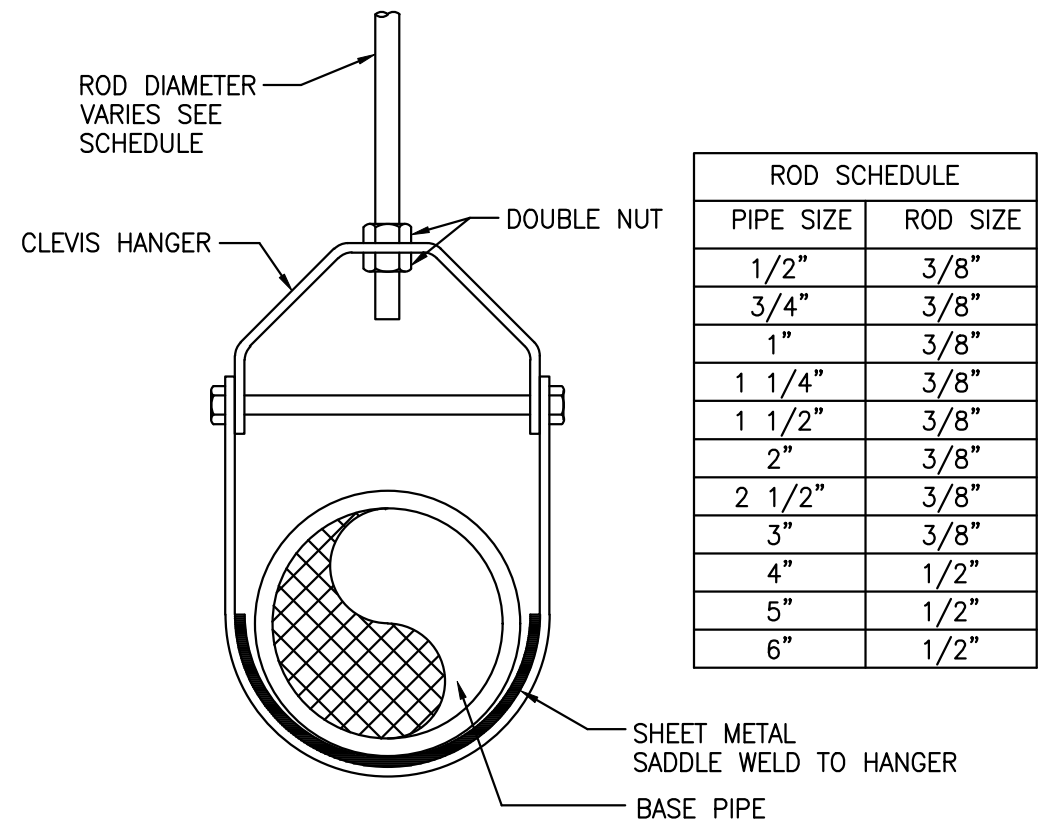 ROD DIAMETER
VARIES SEE
SCHEDULE
CLEVIS HANGER
DOUBLE NUT
SHEET METAL
SADDLE WELD TO HANGER
BASE PIPE
ROD SCHEDULE
PIPE SIZE ROD SIZE
1/2" 3/8"
3/4" 3/8"
1" 3/8"
1 1/4" 3/8"
1 1/2" 3/8"
2" 3/8"
2 1/2" 3/8"
3" 3/8"
4" 1/2"
5" 1/2"
6" 1/2"